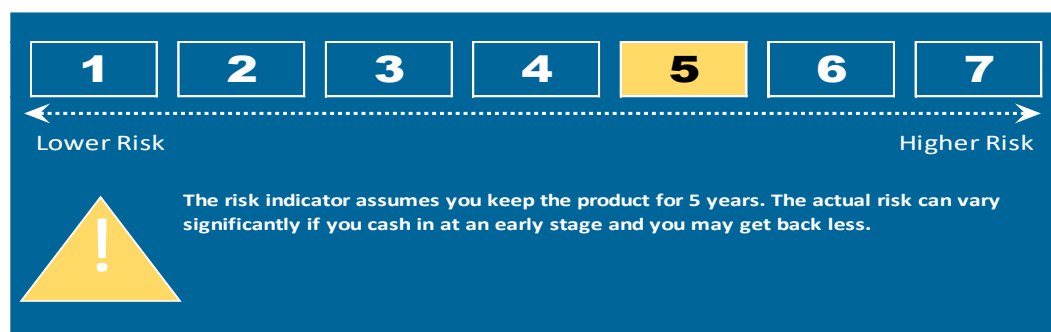 1 2 3 4 5 6 7
Lower Risk Higher Risk
The risk indicator assumes you keep the product for 5 years. The actual risk can vary
significantly if you cash in at an early stage and you may get back less.
!